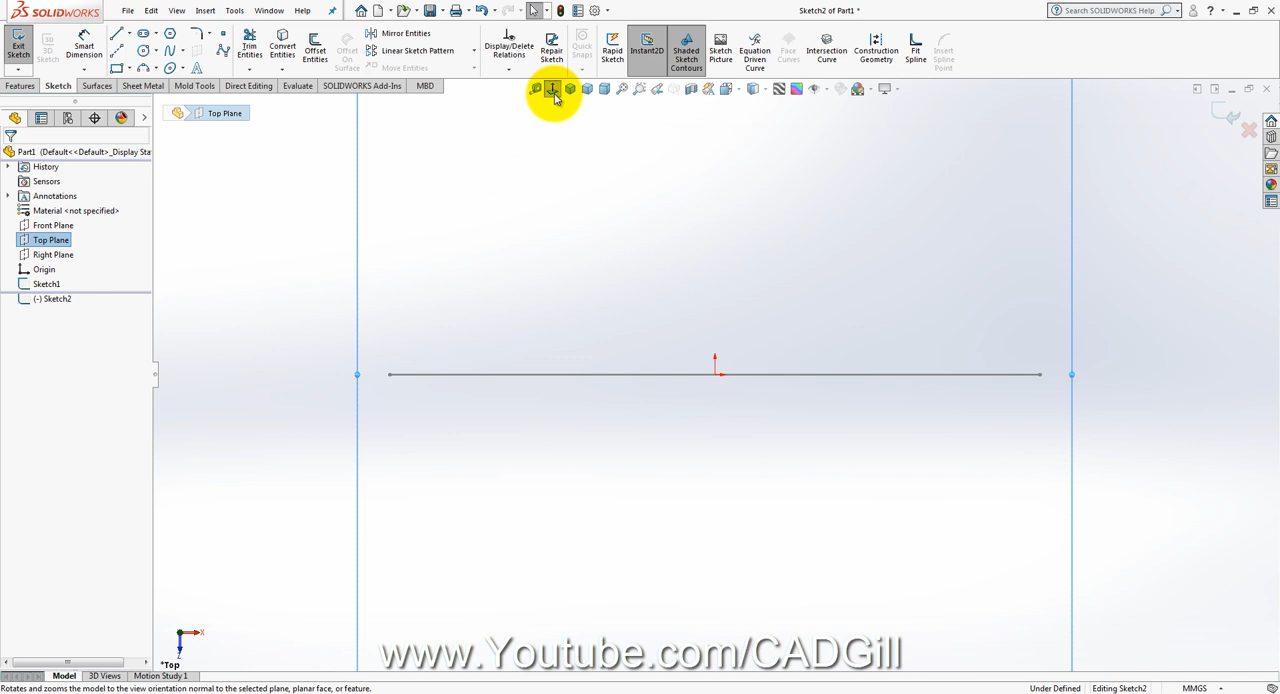 SOLIDWORKS File Edit View Insert Tools Window Help Sketch2 of Part1 * Search SOLIDWORKS Help
Exit Sketch
3D Sketch
Smart Dimension
Trim Entities
Convert Entities
Offset Entities
Offset On Surface
Mirror Entities
Linear Sketch Pattern
Move Entities
Display/Delete Relations
Repair Sketch
Quick Snaps
Rapid Sketch
Instant2D
Shaded Sketch Contours
Sketch Picture
Equation Driven Curve
Face Curves
Intersection Curve
Construction Geometry
Fit Spline
Insert Spline Point
Features Sketch Surfaces Sheet Metal Mold Tools Direct Editing Evaluate SOLIDWORKS Add-Ins MBD
Top Plane
Part1 (Default<<Default>_Display Sta
History
Sensors
Annotations
Material <not specified>
Front Plane
Top Plane
Right Plane
Origin
Sketch1
(-) Sketch2
X
Z
*Top
www.Youtube.com/CADGill
Model 3D Views Motion Study 1
Rotates and zooms the model to the view orientation normal to the selected plane, planar face, or feature. Under Defined Editing Sketch2 MMGS